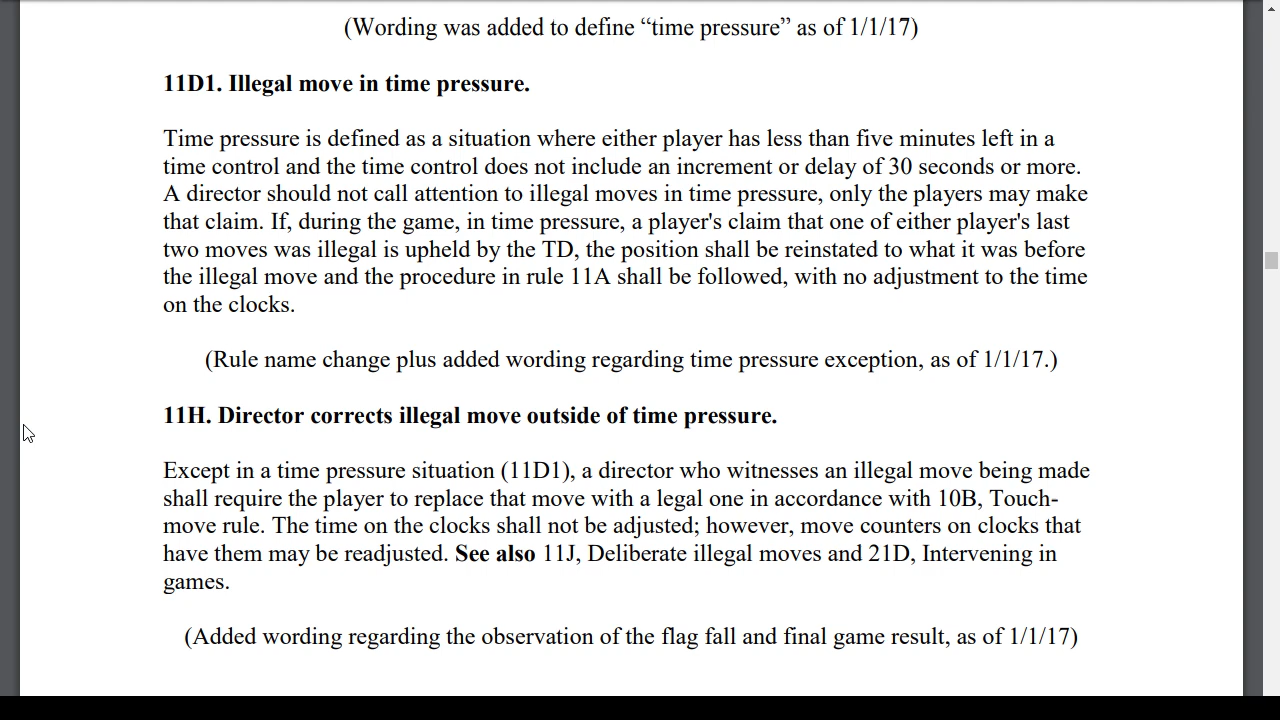 (Wording was added to define “time pressure” as of 1/1/17)
11D1. Illegal move in time pressure.
Time pressure is defined as a situation where either player has less than five minutes left in a
time control and the time control does not include an increment or delay of 30 seconds or more.
A director should not call attention to illegal moves in time pressure, only the players may make
that claim. If, during the game, in time pressure, a player's claim that one of either player's last
two moves was illegal is upheld by the TD, the position shall be reinstated to what it was before
the illegal move and the procedure in rule 11A shall be followed, with no adjustment to the time
on the clocks.
(Rule name change plus added wording regarding time pressure exception, as of 1/1/17.)
11H. Director corrects illegal move outside of time pressure.
Except in a time pressure situation (11D1), a director who witnesses an illegal move being made
shall require the player to replace that move with a legal one in accordance with 10B, Touch-
move rule. The time on the clocks shall not be adjusted; however, move counters on clocks that
have them may be readjusted. See also 11J, Deliberate illegal moves and 21D, Intervening in
games.
(Added wording regarding the observation of the flag fall and final game result, as of 1/1/17)